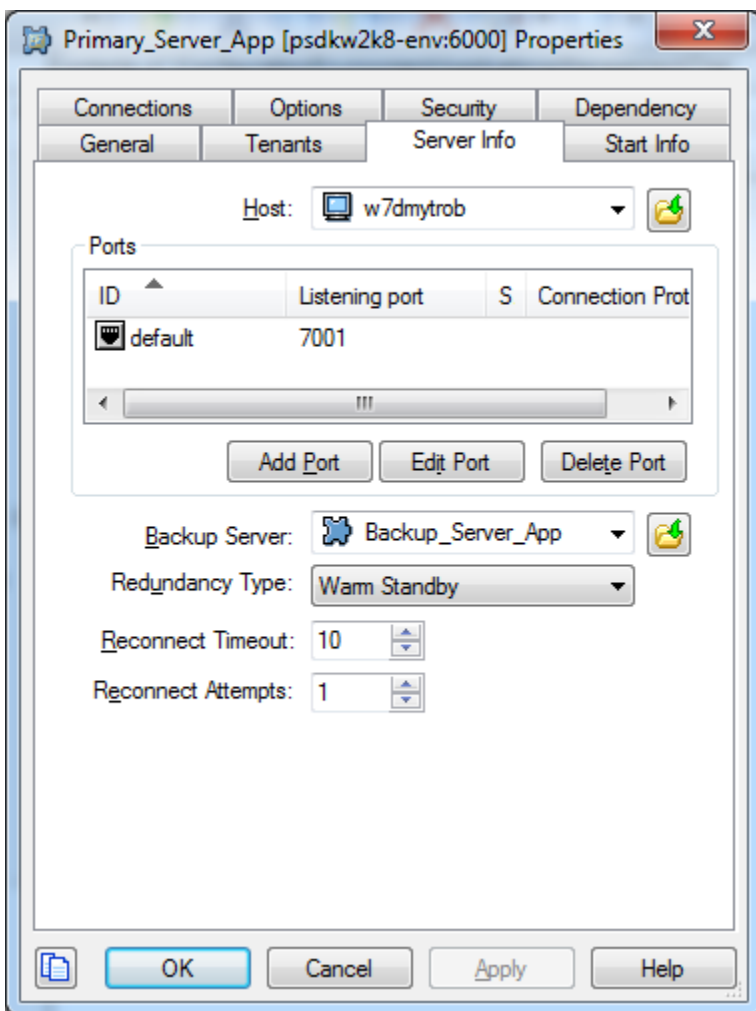 Primary_Server_App [psdkw2k8-env:6000] Properties
Connections Options Security Dependency
General Tenants Server Info Start Info
Host: w7dmytrob
Ports
ID Listening port S Connection Prot
default 7001
Add Port Edit Port Delete Port
Backup Server: Backup_Server_App
Redundancy Type: Warm Standby
Reconnect Timeout: 10
Reconnect Attempts: 1
OK Cancel Apply Help